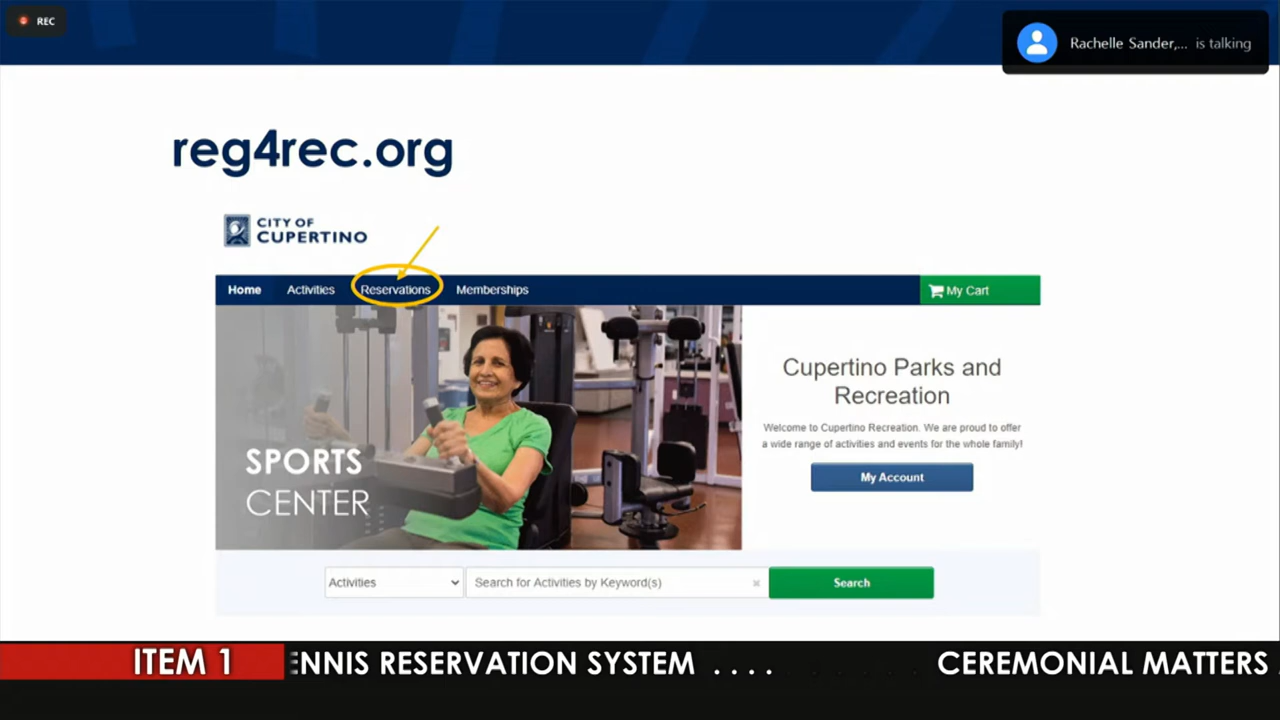 REC
Rachelle Sander,... is talking
reg4rec.org
CITY OF
CUPERTINO
Home Activities Reservations Memberships My Cart
Cupertino Parks and
Recreation
Welcome to Cupertino Recreation. We are proud to offer
a wide range of activities and events for the whole family!
My Account
SPORTS
CENTER
Activities Search for Activities by Keyword(s) Search
ITEM 1 ENNIS RESERVATION SYSTEM .... CEREMONIAL MATTERS